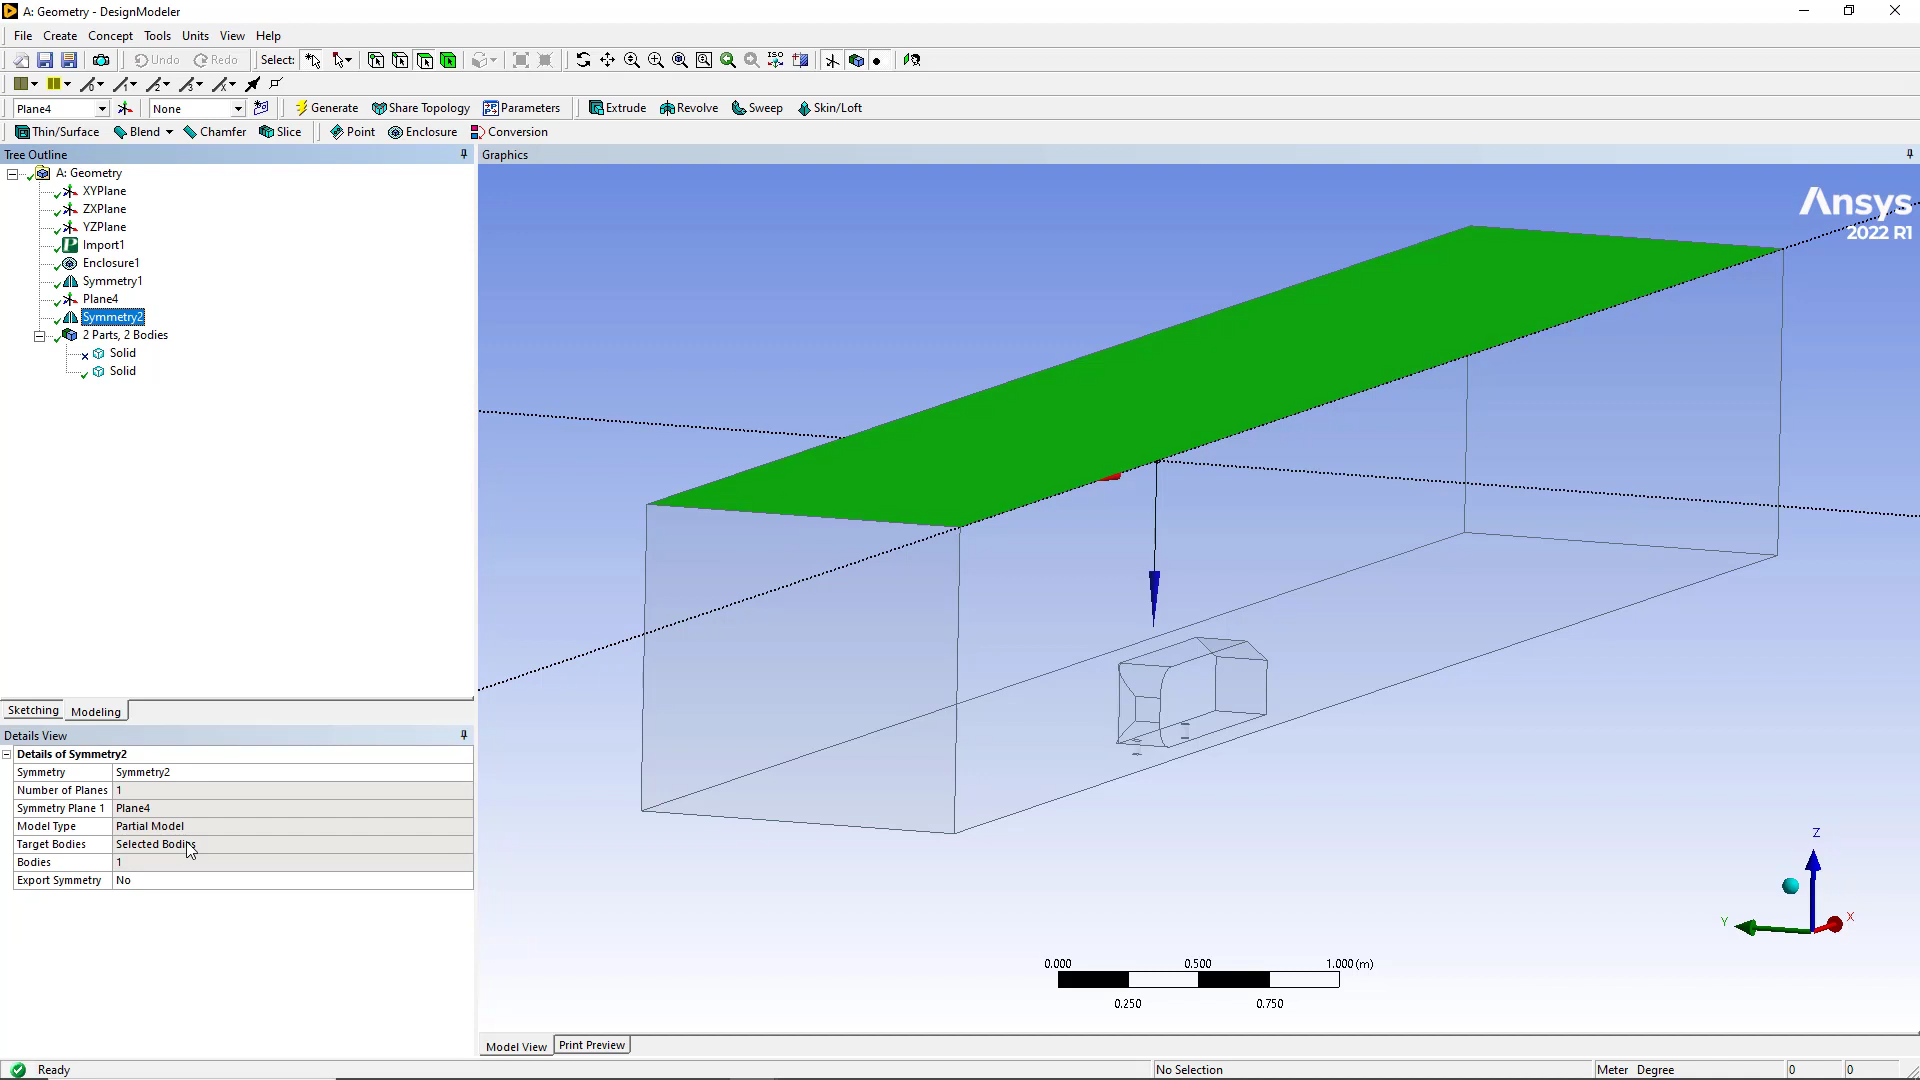 A: Geometry - DesignModeler
File Create Concept Tools Units View Help
Undo Redo Select: ISO
Plane4 None Generate Share Topology Parameters Extrude Revolve Sweep Skin/Loft
Thin/Surface Blend Chamfer Slice Point Enclosure Conversion
Tree Outline
A: Geometry
XYPlane
ZXPlane
YZPlane
Import1
Enclosure1
Symmetry1
Plane4
Symmetry2
2 Parts, 2 Bodies
Solid
Solid
Sketching Modeling
Details View
Details of Symmetry2
Symmetry Symmetry2
Number of Planes 1
Symmetry Plane 1 Plane4
Model Type Partial Model
Target Bodies Selected Bodies
Bodies 1
Export Symmetry No
Graphics
Ansys
2022 R1
Z
Y X
0.000 0.500 1.000 (m)
0.250 0.750
Model View Print Preview
Ready No Selection Meter Degree 0 0